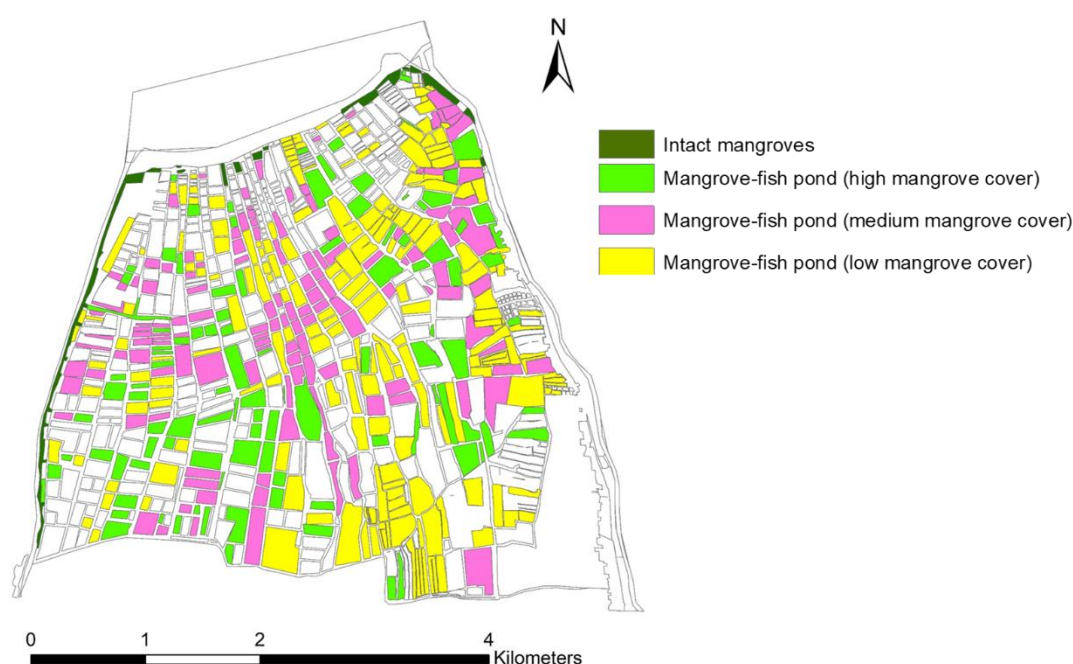 N
Intact mangroves
Mangrove-fish pond (high mangrove cover)
Mangrove-fish pond (medium mangrove cover)
Mangrove-fish pond (low mangrove cover)
0 1 2 4
Kilometers